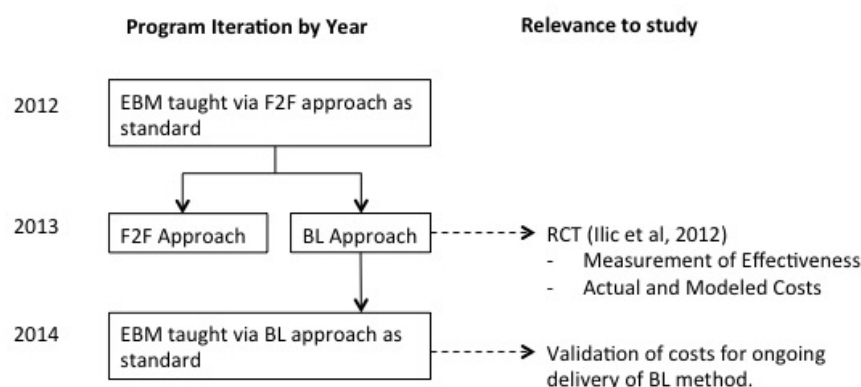 Program Iteration by Year
Relevance to study
2012
EBM taught via F2F approach as
standard
2013
F2F Approach
BL Approach
RCT (Ilic et al, 2012)
- Measurement of Effectiveness
- Actual and Modeled Costs
2014
EBM taught via BL approach as
standard
Validation of costs for ongoing
delivery of BL method.